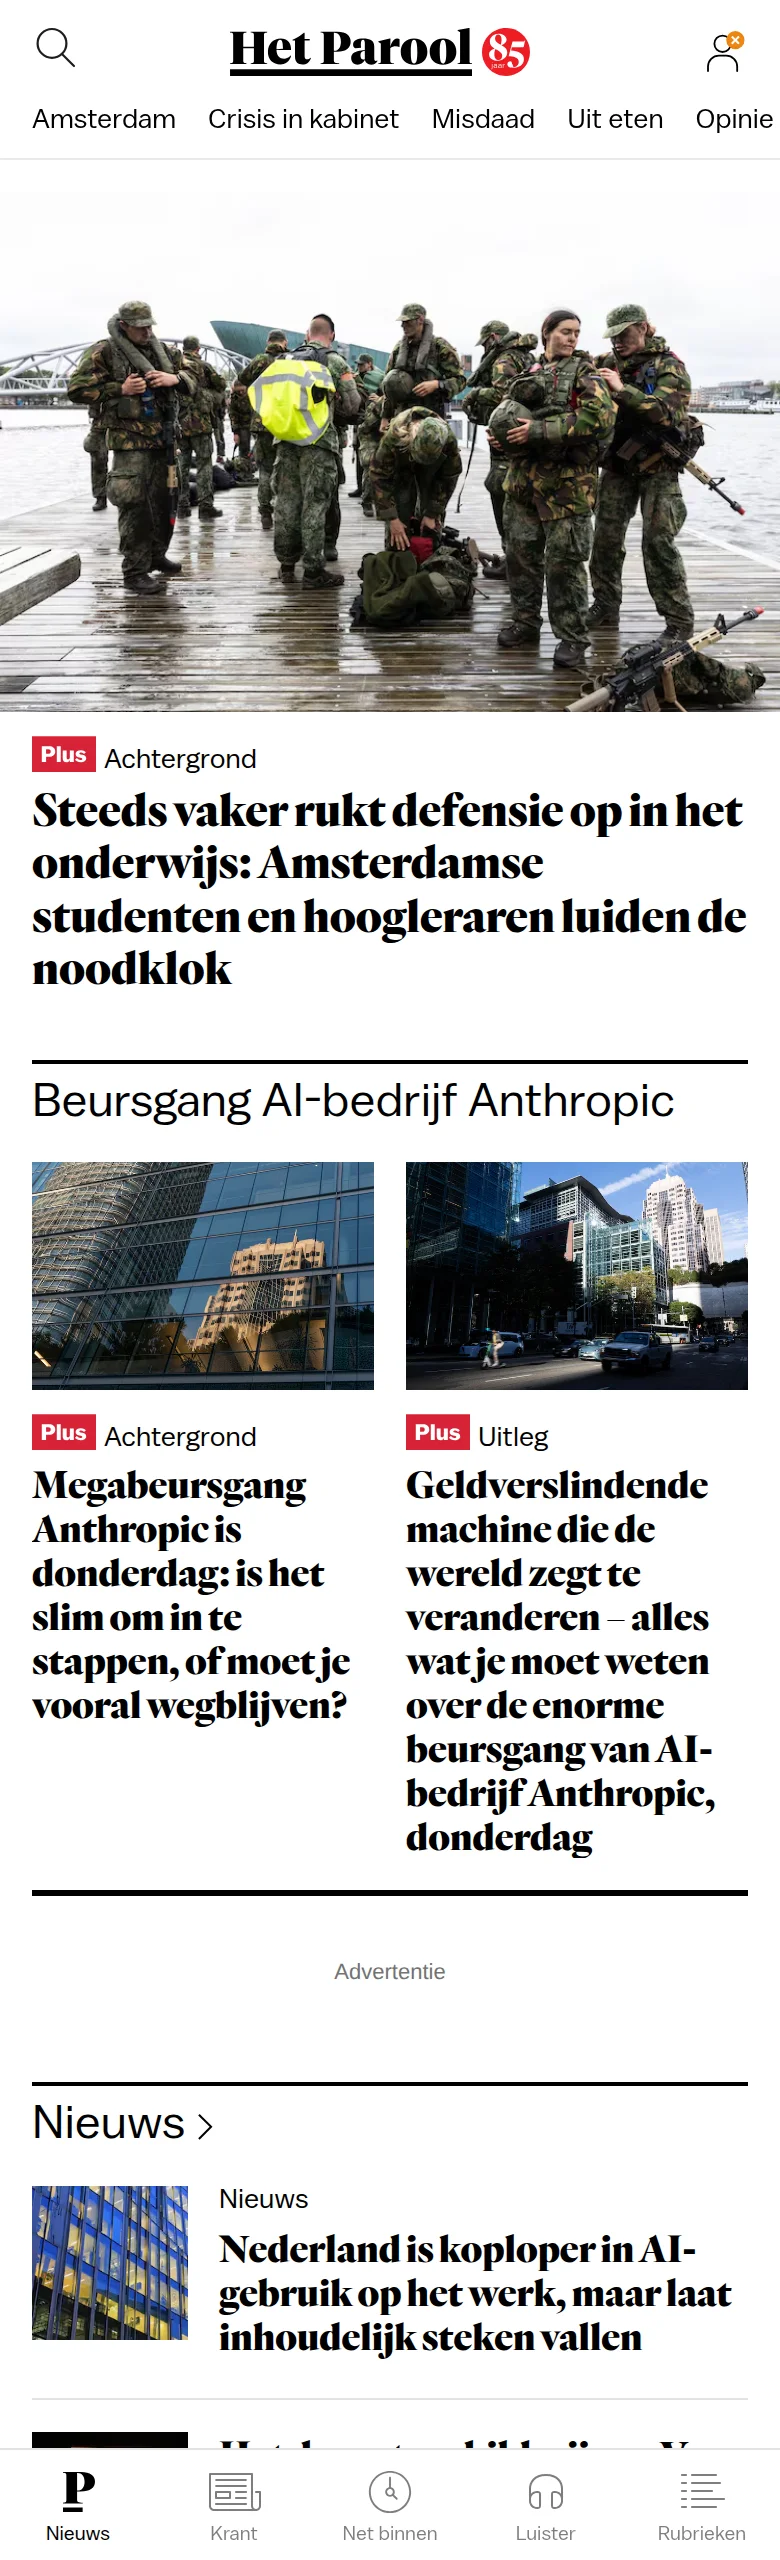 Het Parool 85 jaar
Amsterdam Crisis in kabinet Misdaad Uit eten Opinie
Plus Achtergrond
Steeds vaker rukt defensie op in het
onderwijs: Amsterdamse
studenten en hoogleraren luiden de
noodklok
Beursgang AI-bedrijf Anthropic
Plus Achtergrond
Megabeursgang
Anthropic is
donderdag: is het
slim om in te
stappen, of moet je
vooral wegblijven?
Plus Uitleg
Geldverslindende
machine die de
wereld zegt te
veranderen – alles
wat je moet weten
over de enorme
beursgang van AI-
bedrijf Anthropic,
donderdag
Advertentie
Nieuws
Nieuws
Nederland is koploper in AI-
gebruik op het werk, maar laat
inhoudelijk steken vallen
P
Nieuws Krant Net binnen Luister Rubrieken